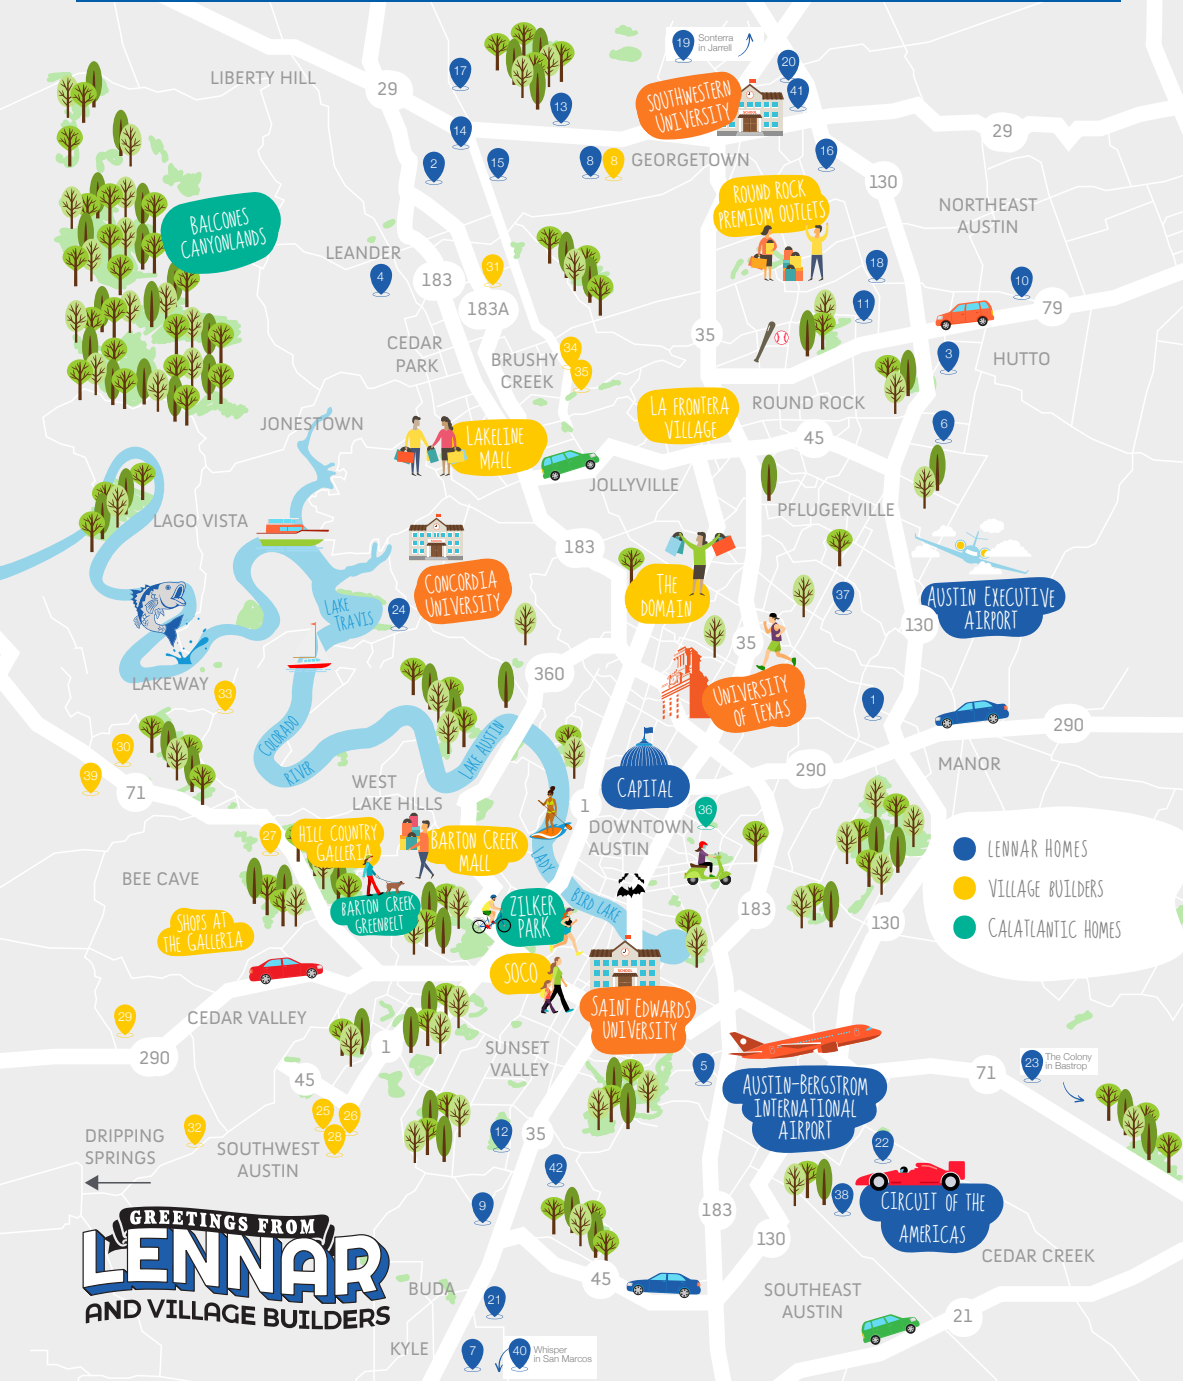 19
Sonterra
in Jarrell
20
17
LIBERTY HILL
29
SOUTHWESTERN
UNIVERSITY
SCHOOL
41
13
14
29
2
15
8
8
GEORGETOWN
16
130
ROUND ROCK
PREMIUM OUTLETS
NORTHEAST
AUSTIN
BALCONES
CANYONLANDS
LEANDER
4
183
31
18
10
183A
11
79
CEDAR
PARK
BRUSHY
CREEK
34
35
35
3
HUTTO
LA FRONTERA
VILLAGE
ROUND ROCK
JONESTOWN
LAKELINE
MALL
45
6
JOLLYVILLE
LAGO VISTA
PFLUGERVILLE
183
CONCORDIA
UNIVERSITY
THE
DOMAIN
LAKE
TRAVIS
24
37
AUSTIN EXECUTIVE
AIRPORT
130
35
LAKEWAY
33
360
UNIVERSITY
OF TEXAS
1
290
COLORADO
RIVER
LAKE AUSTIN
30
39
71
290
MANOR
WEST
LAKE HILLS
CAPITAL
1
36
DOWNTOWN
AUSTIN
27
HILL COUNTRY
GALLERIA
BARTON CREEK
MALL
LADY
BIRD LAKE
LENNAR HOMES
VILLAGE BUILDERS
CALATLANTIC HOMES
BEE CAVE
BARTON CREEK
GREENBELT
ZILKER
PARK
183
130
SHOPS AT
THE GALLERIA
SOCO
SCHOOL
SAINT EDWARDS
UNIVERSITY
29
CEDAR VALLEY
290
1
SUNSET
VALLEY
45
5
AUSTIN-BERGSTROM
INTERNATIONAL
AIRPORT
71
23
The Colony
in Bastrop
25
26
28
32
DRIPPING
SPRINGS
SOUTHWEST
AUSTIN
12
35
42
22
9
38
CIRCUIT OF THE
AMERICAS
183
130
CEDAR CREEK
GREETINGS FROM
LENNAR
AND VILLAGE BUILDERS
45
BUDA
21
SOUTHEAST
AUSTIN
21
KYLE
7
40
Whisper
in San Marcos